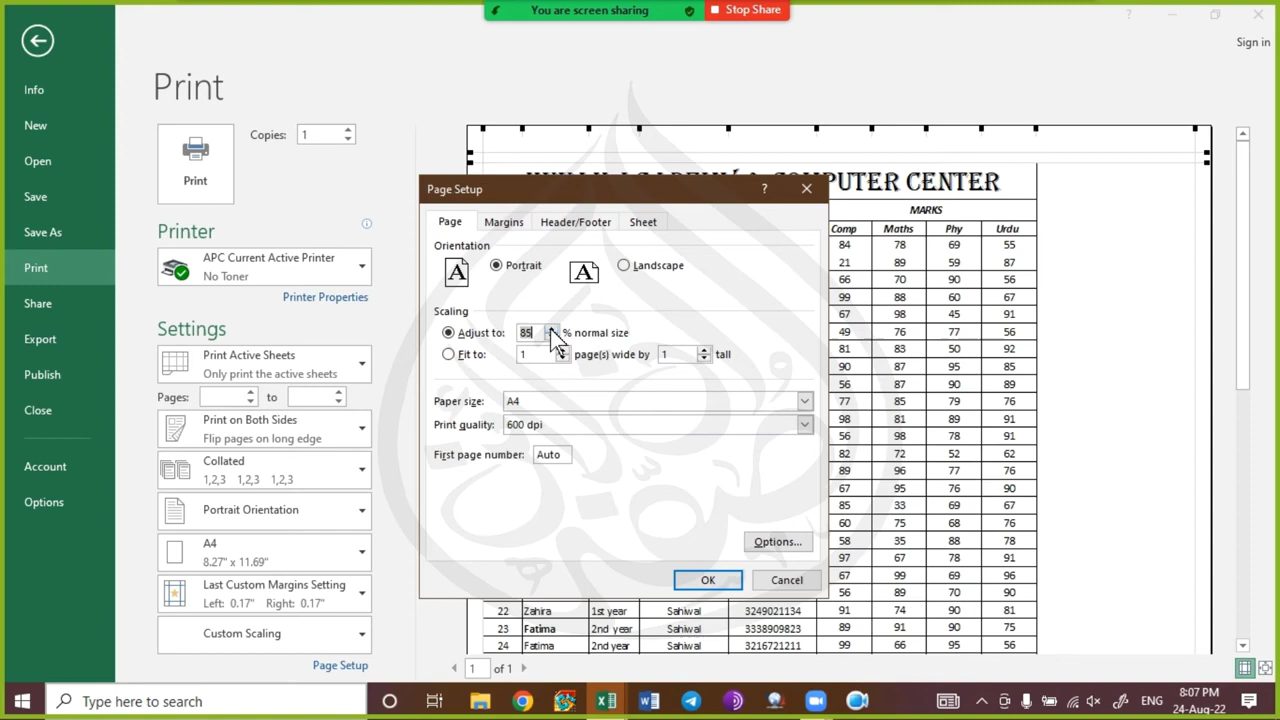 You are screen sharing
Stop Share
Sign in
Info
New
Open
Save
Save As
Print
Share
Export
Publish
Close
Account
Options
Print
Print
Copies: 1
Printer
APC Current Active Printer
No Toner
Printer Properties
Settings
Print Active Sheets
Only print the active sheets
Pages: to
Print on Both Sides
Flip pages on long edge
Collated
1,2,3 1,2,3 1,2,3
Portrait Orientation
A4
8.27" x 11.69"
Last Custom Margins Setting
Left: 0.17" Right: 0.17"
Custom Scaling
Page Setup
Page Setup
? ×
Page Margins Header/Footer Sheet
Orientation
A Portrait A Landscape
Scaling
Adjust to: 85 % normal size
Fit to: 1 page(s) wide by 1 tall
Paper size: A4
Print quality: 600 dpi
First page number: Auto
Options...
OK Cancel
COMPUTER CENTER
MARKS
Comp Maths Phy Urdu
84 78 69 55
21 89 59 87
66 70 90 56
99 88 60 67
67 98 45 91
49 76 56 91
81 83 50 92
90 87 95 85
56 87 90 89
77 85 79 76
98 81 89 91
56 98 78 91
82 72 52 62
89 96 77 76
67 95 76 90
85 33 67 89
60 75 68 76
58 35 88 78
97 67 78 91
67 99 69 96
56 89 70 90
22 Zahira 1st year Sahiwal 3249021134 91 74 90 81
23 Fatima 2nd year Sahiwal 3338909823 89 91 90 75
24 Fatima 2nd year Sahiwal 3216721211 99 66 95 56
1 of 1
Type here to search
ENG
8:07 PM
24-Aug-22